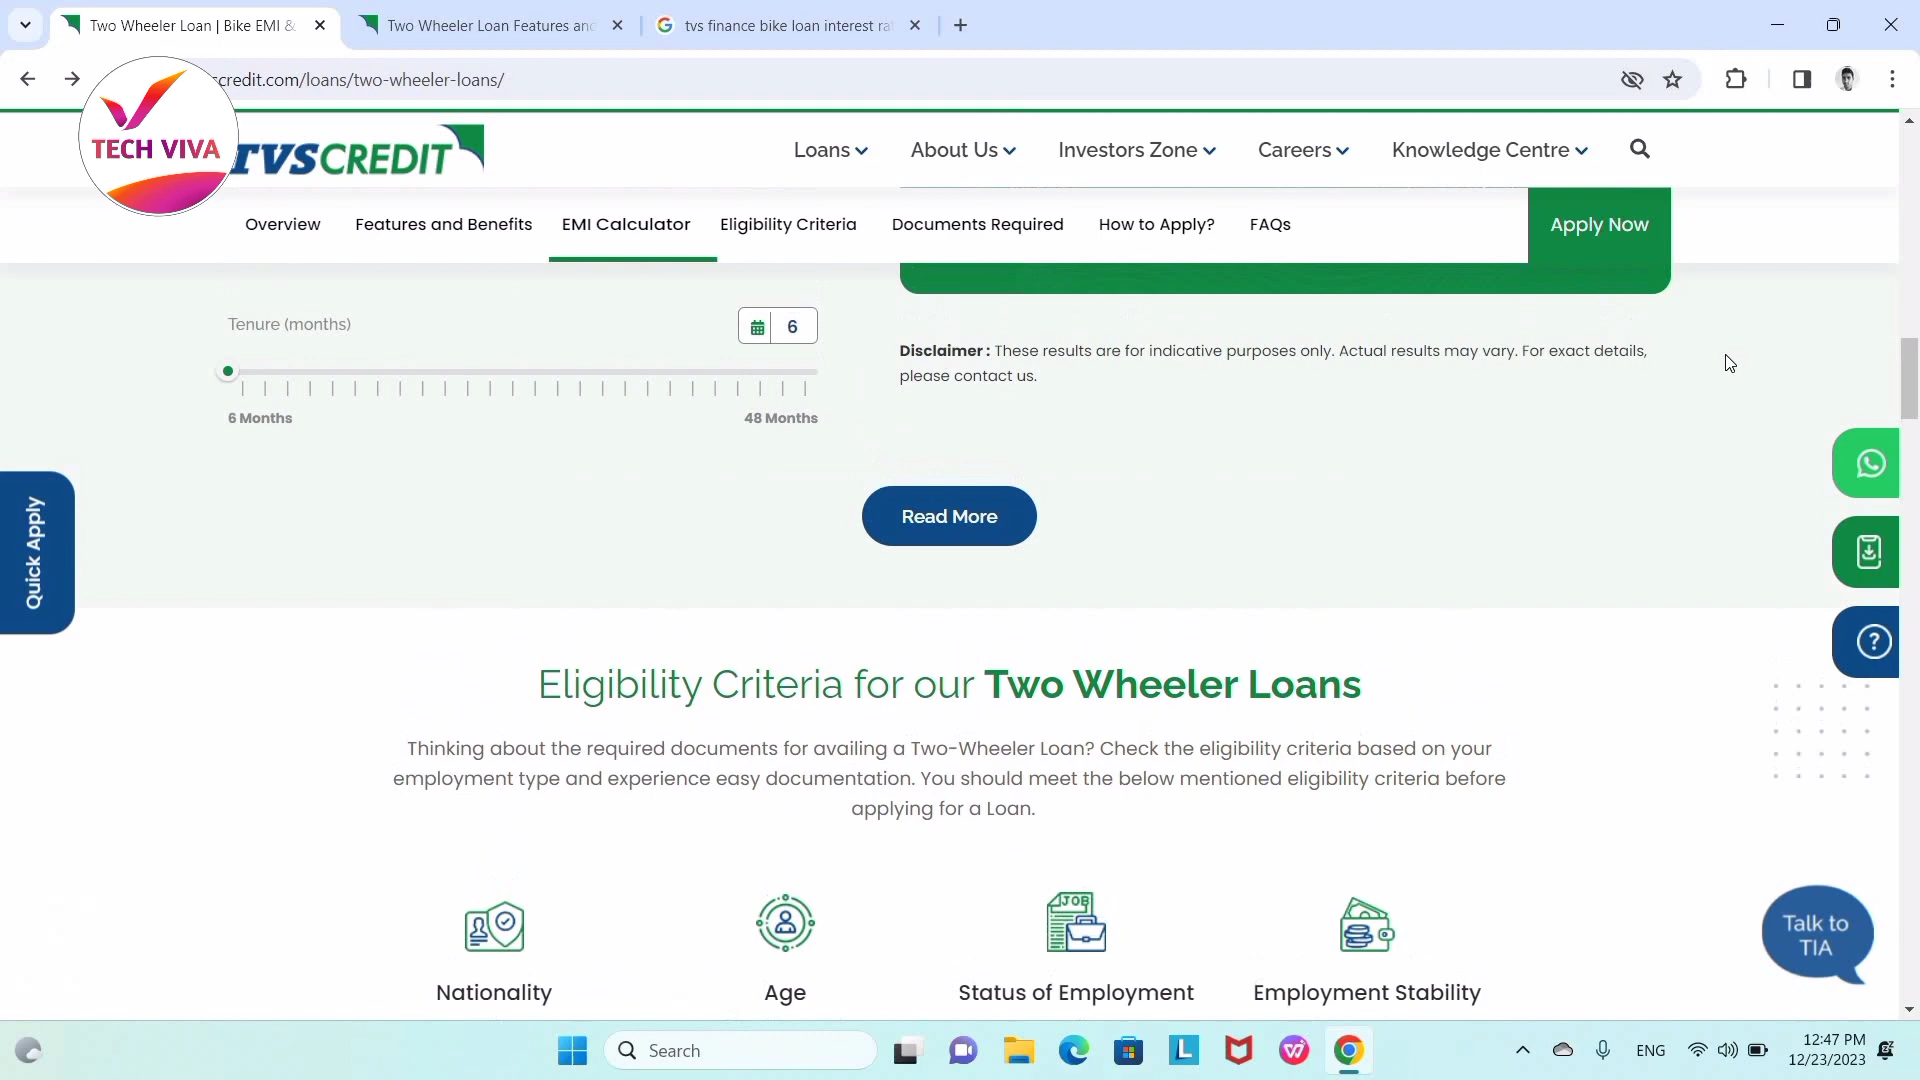 Two Wheeler Loan | Bike EMI &
Two Wheeler Loan Features and
tvs finance bike loan interest ra
credit.com/loans/two-wheeler-loans/
TECH VIVA
TVSCREDIT
Loans
About Us
Investors Zone
Careers
Knowledge Centre
Overview
Features and Benefits
EMI Calculator
Eligibility Criteria
Documents Required
How to Apply?
FAQs
Apply Now
Tenure (months)
6
6 Months
48 Months
Disclaimer : These results are for indicative purposes only. Actual results may vary. For exact details,
please contact us.
Quick Apply
Read More
?
Eligibility Criteria for our Two Wheeler Loans
Thinking about the required documents for availing a Two-Wheeler Loan? Check the eligibility criteria based on your
employment type and experience easy documentation. You should meet the below mentioned eligibility criteria before
applying for a Loan.
JOB
Nationality
Age
Status of Employment
Employment Stability
Talk to
TIA
Search
ENG
12:47 PM
12/23/2023